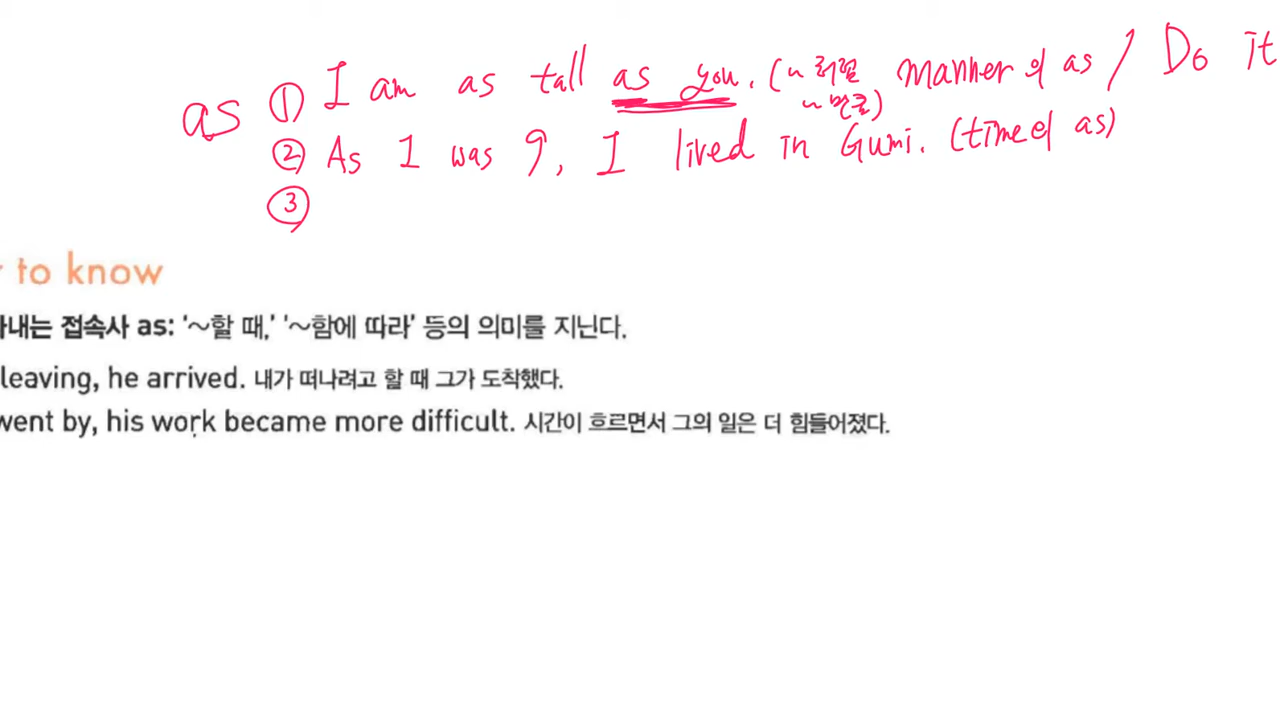 as ① I am as tall as you. (~처럼 manner의 as / Do it
~만큼)
② As I was 9, I lived in Gumi. (time의 as)
③
to know
내는 접속사 as: '~할 때,' '~함에 따라' 등의 의미를 지닌다.
leaving, he arrived. 내가 떠나려고 할 때 그가 도착했다.
went by, his work became more difficult. 시간이 흐르면서 그의 일은 더 힘들어졌다.